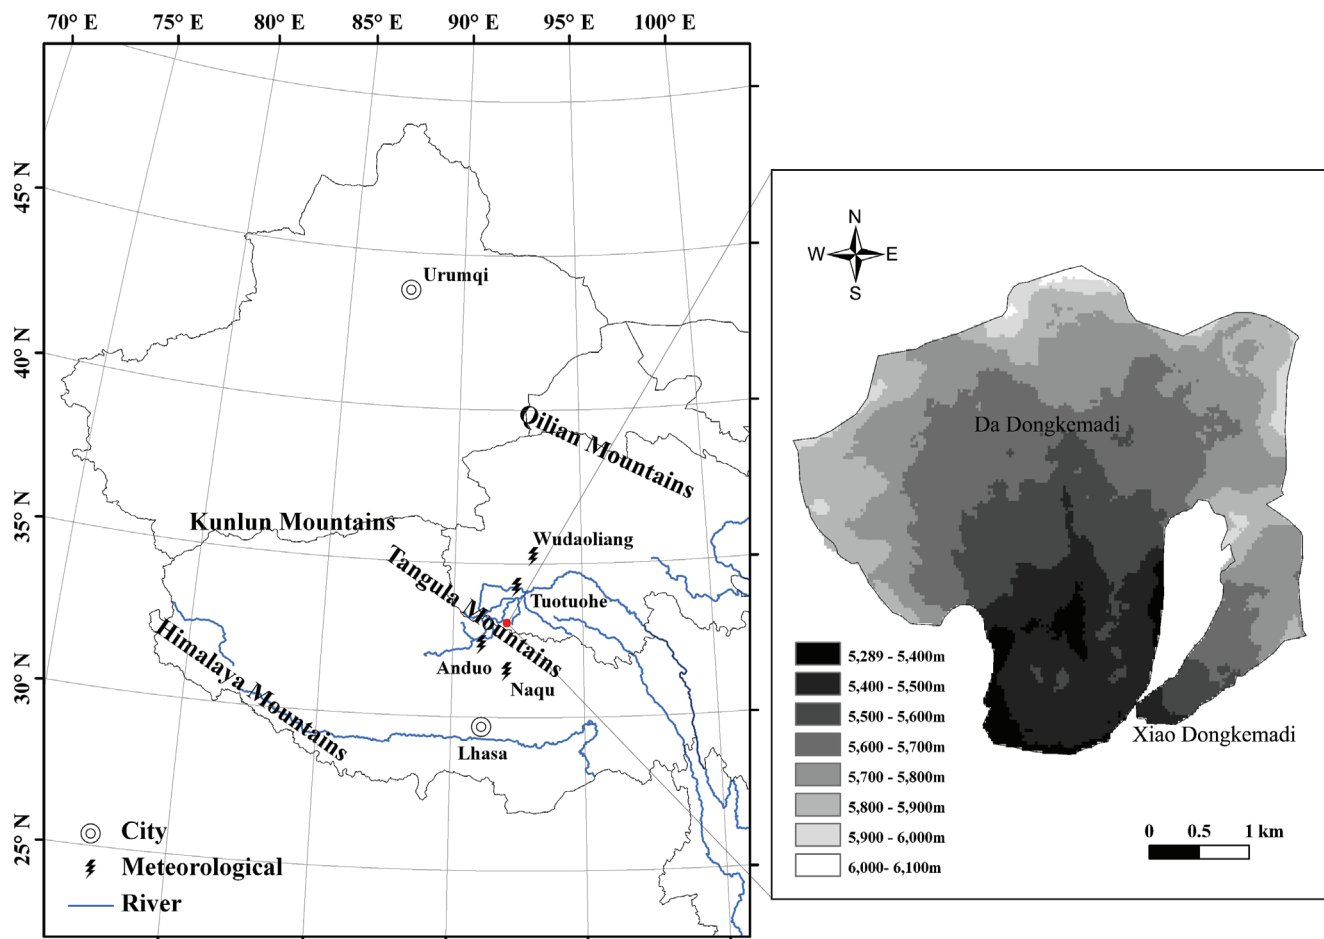 70° E
75° E
80° E
85° E
90° E
95° E
100° E
45° N
40° N
35° N
30° N
25° N
Urumqi
Qilian Mountains
Kunlun Mountains
Wudaoliang
Tangula Mountains
Tuotuohe
Himalaya Mountains
Anduo
Naqu
Lhasa
City
Meteorological
River
N
W
E
S
Da Dongkemadi
Xiao Dongkemadi
5,289 - 5,400m
5,400 - 5,500m
5,500 - 5,600m
5,600 - 5,700m
5,700 - 5,800m
5,800 - 5,900m
5,900 - 6,000m
6,000- 6,100m
0 0.5 1 km